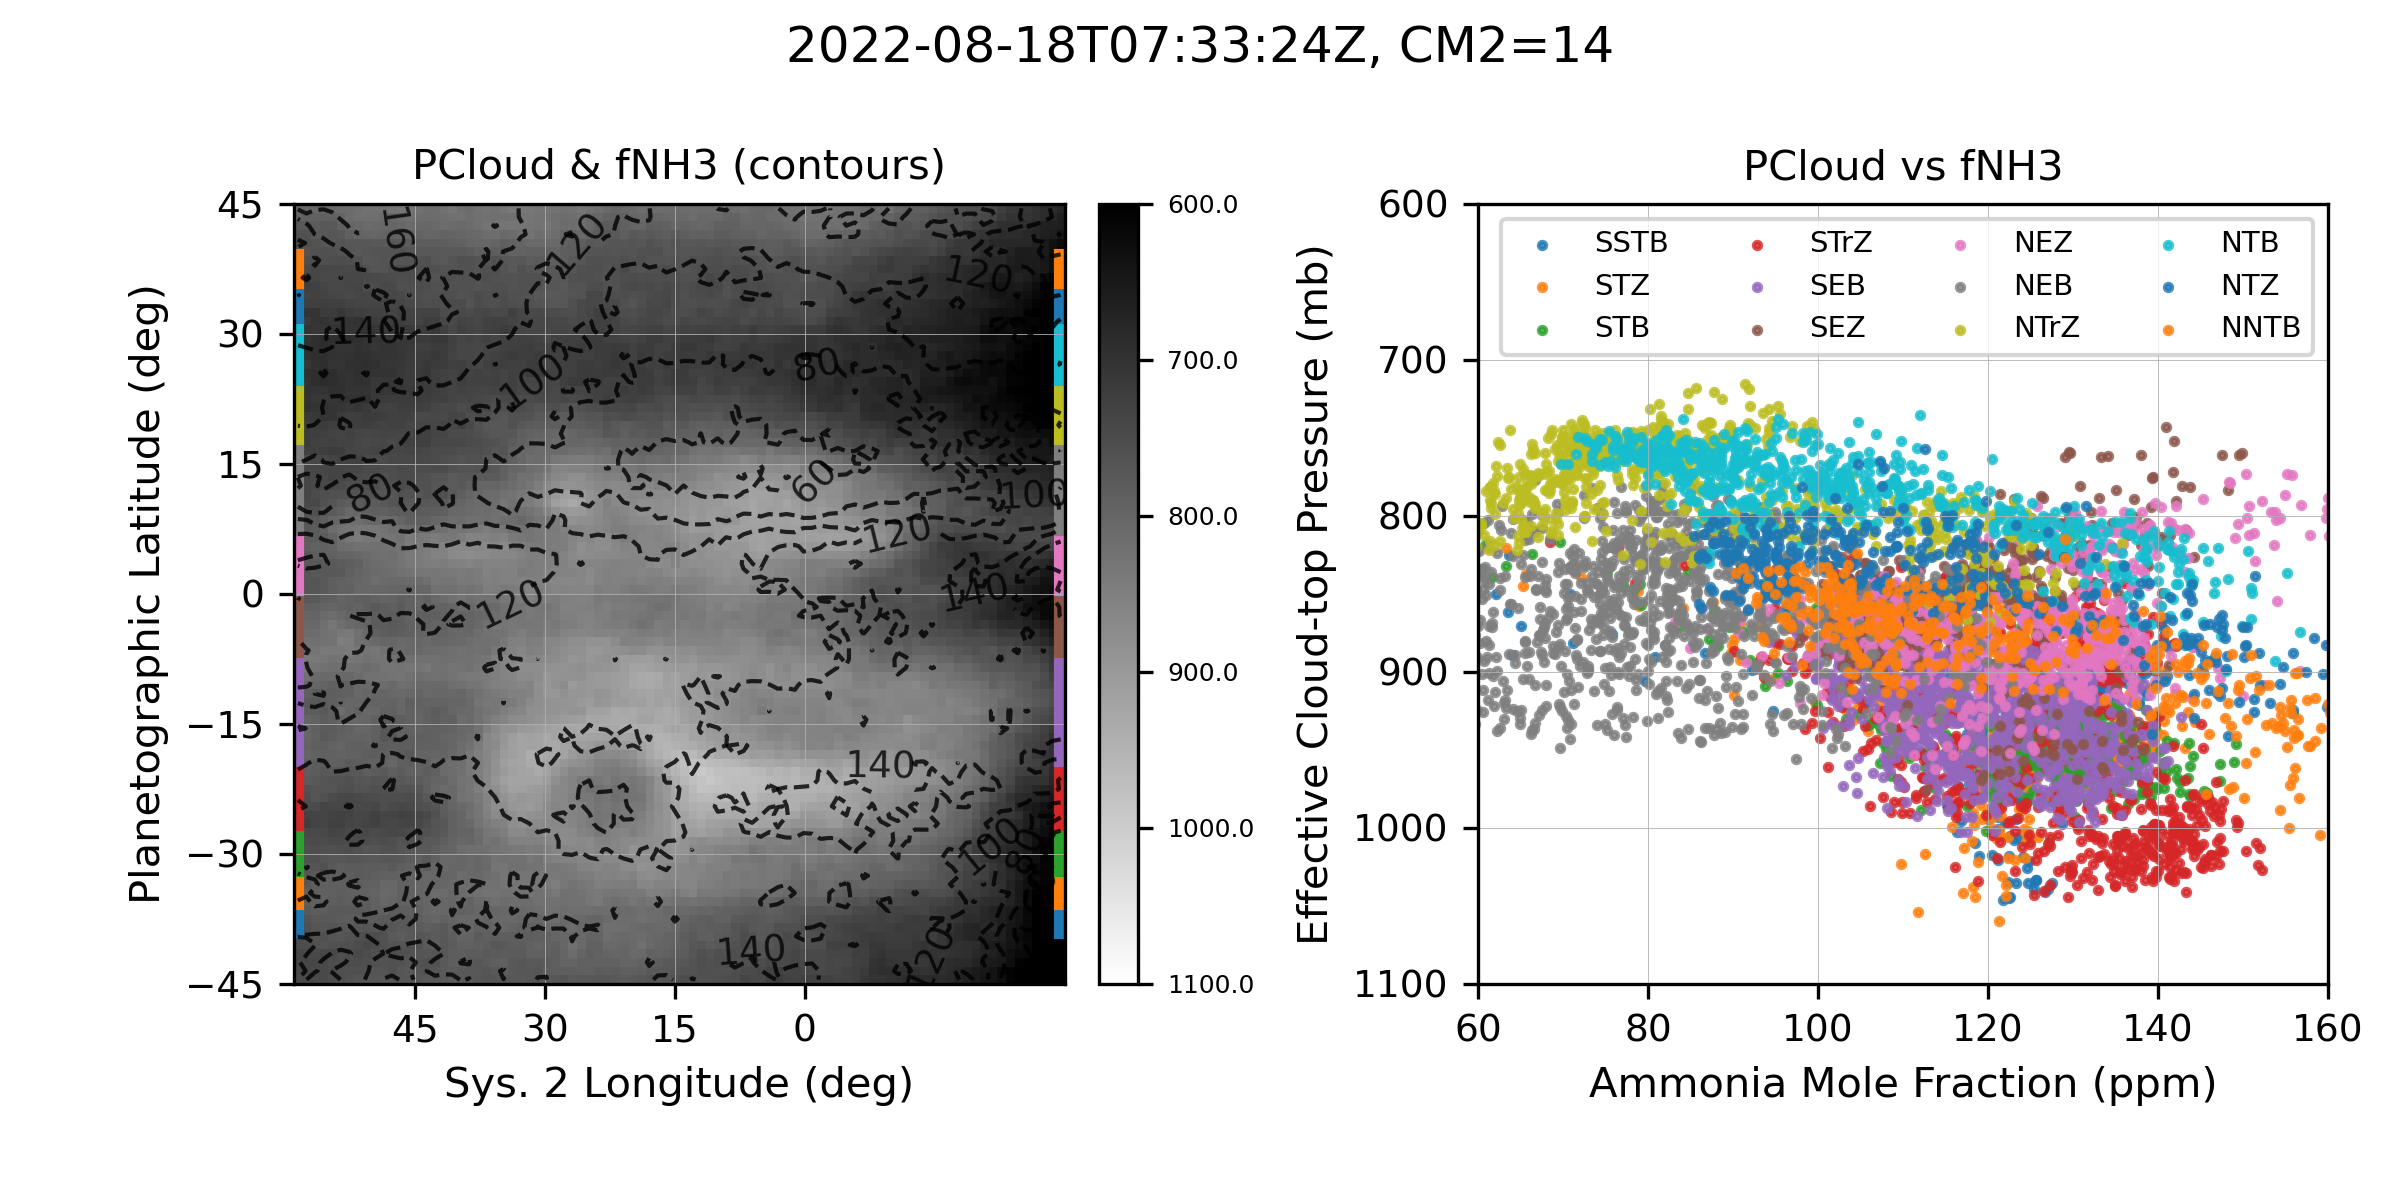 2022-08-18T07:33:24Z, CM2=14
PCloud & fNH3 (contours)
Planetographic Latitude (deg)
45
30
15
0
−15
−30
−45
45
30
15
0
Sys. 2 Longitude (deg)
160
120
120
140
80
100
80
60
100
120
120
140
140
100
80
140
120
600.0
700.0
800.0
900.0
1000.0
1100.0
PCloud vs fNH3
Effective Cloud-top Pressure (mb)
600
700
800
900
1000
1100
SSTB
STZ
STB
STrZ
SEB
SEZ
NEZ
NEB
NTrZ
NTB
NTZ
NNTB
60
80
100
120
140
160
Ammonia Mole Fraction (ppm)